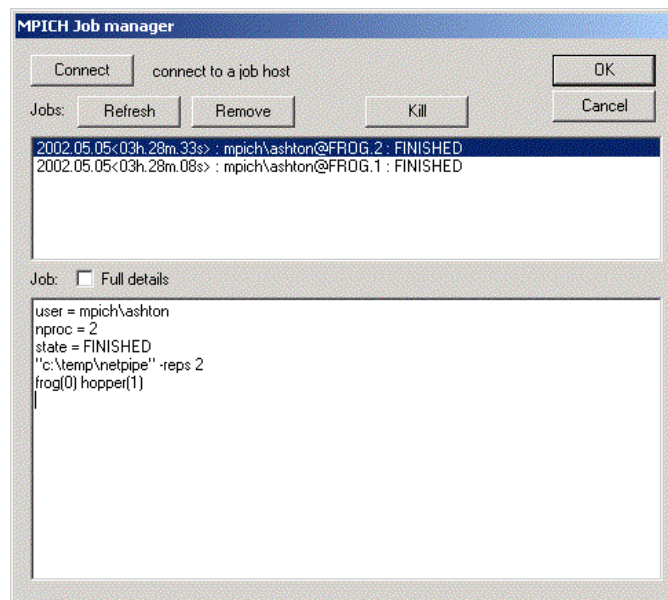 MPICH Job manager
Connect connect to a job host OK
Jobs: Refresh Remove Kill Cancel
2002.05.05<03h.28m.33s> : mpich\ashton@FROG.2 : FINISHED
2002.05.05<03h.28m.08s> : mpich\ashton@FROG.1 : FINISHED
Job: Full details
user = mpich\ashton
nproc = 2
state = FINISHED
"c:\temp\netpipe" -reps 2
frog(0) hopper(1)